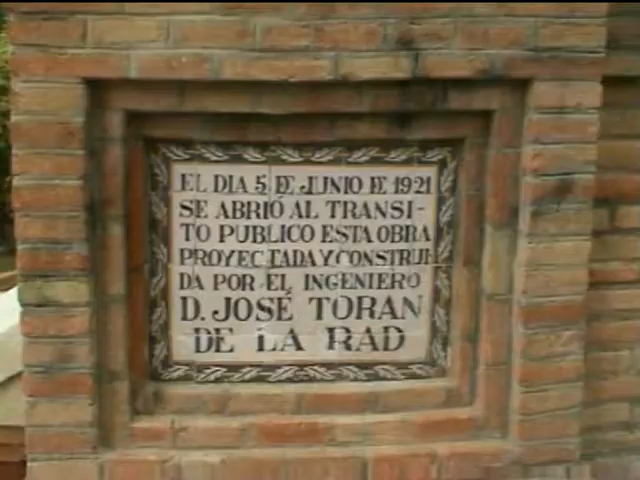 EL DIA 5 DE JUNIO DE 1921
SE ABRIÓ AL TRANSI-
TO PUBLICO ESTA OBRA
PROYECTADA Y CONSTRUI-
DA POR EL INGENIERO
D. JOSÉ TORAN
DE LA RAD